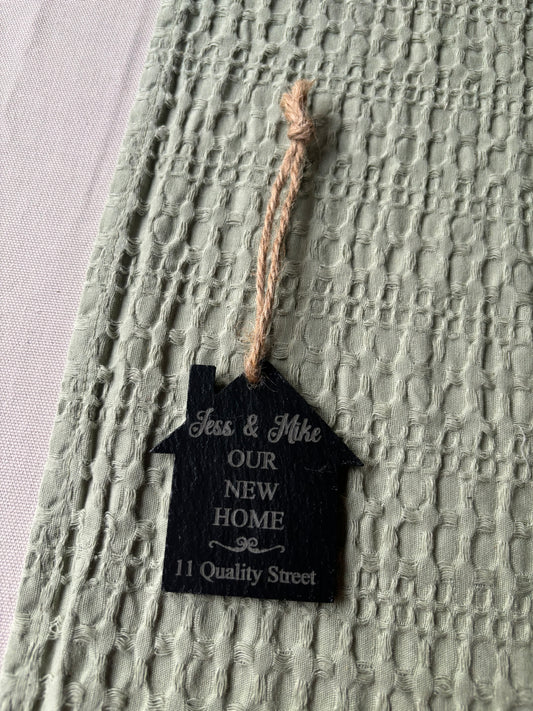 Jess & Mike
OUR
NEW
HOME
11 Quality Street